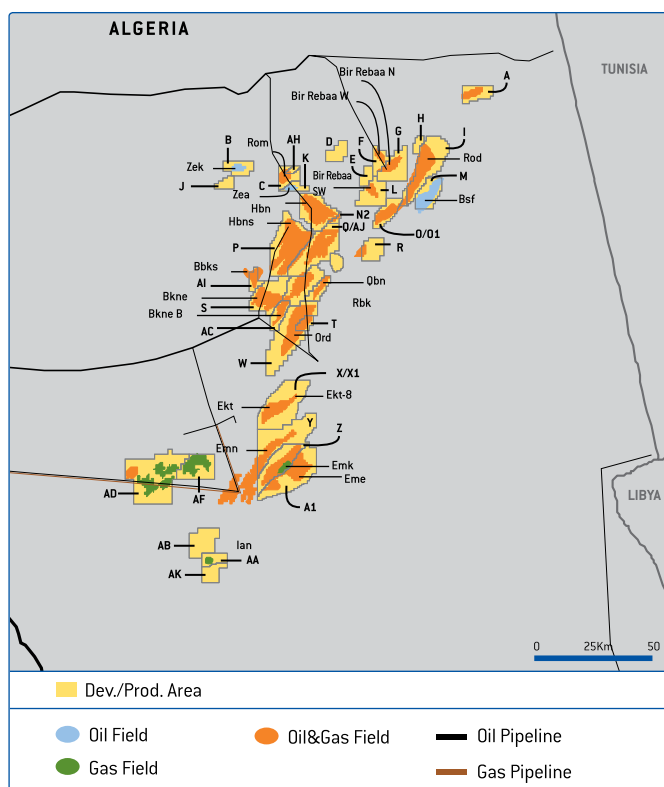 ALGERIA
TUNISIA
Bir Rebaa N
Bir Rebaa W
A
H
I
Rom
AH
D
F
G
B
K
E
Rod
Zek
Bir Rebaa
SW
M
J
C
L
Zea
Bsf
Hbn
N2
Hbns
Q/AJ
O/O1
P
R
Bbks
AI
Qbn
Bkne
Rbk
S
Bkne B
T
AC
Ord
W
X/X1
Ekt-8
Ekt
Y
Z
Emn
Emk
Eme
AD
AF
A1
LIBYA
AB
Ian
AA
AK
0 25Km 50
Dev./Prod. Area
Oil Field
Oil&Gas Field
Oil Pipeline
Gas Field
Gas Pipeline